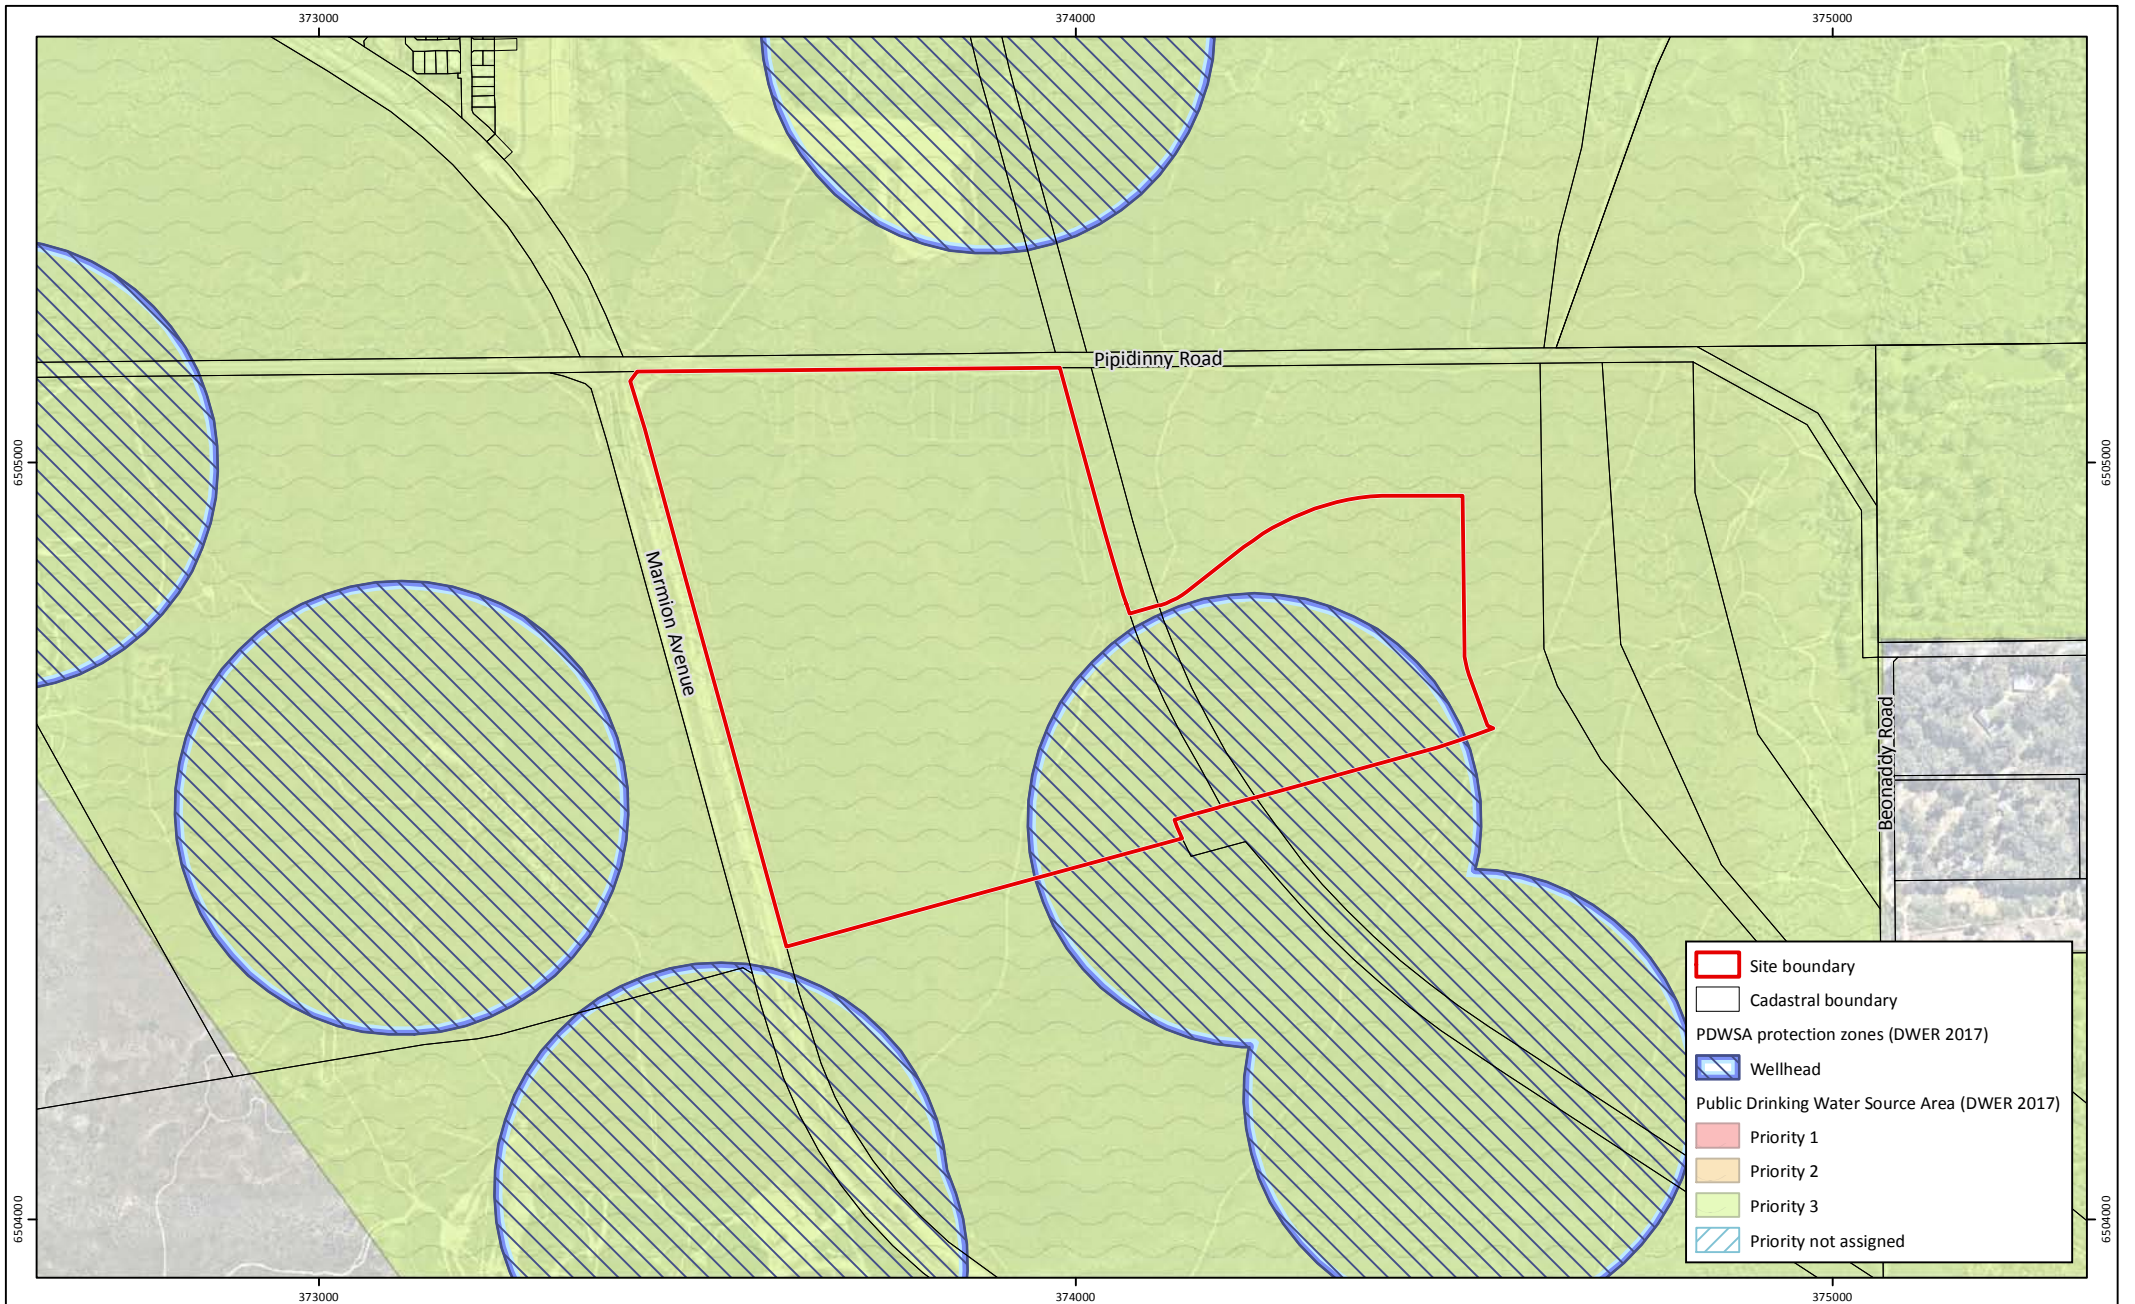 373000
374000
375000
Pipidinny Road
6505000
6505000
Marmion Avenue
Beonaddy Road
Site boundary
Cadastral boundary
PDWSA protection zones (DWER 2017)
Wellhead
Public Drinking Water Source Area (DWER 2017)
Priority 1
Priority 2
Priority 3
Priority not assigned
6504000
6504000
373000
374000
375000